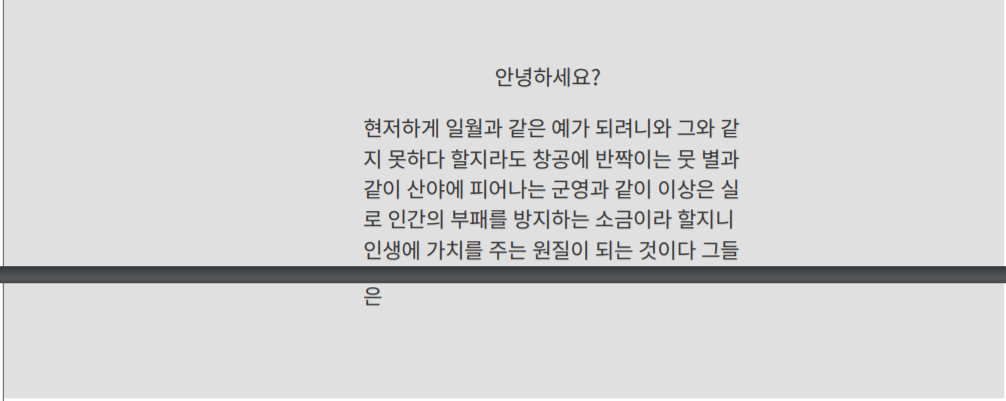 안녕하세요?
현저하게 일월과 같은 예가 되려니와 그와 같
지 못하다 할지라도 창공에 반짝이는 뭇 별과
같이 산야에 피어나는 군영과 같이 이상은 실
로 인간의 부패를 방지하는 소금이라 할지니
인생에 가치를 주는 원질이 되는 것이다 그들
은